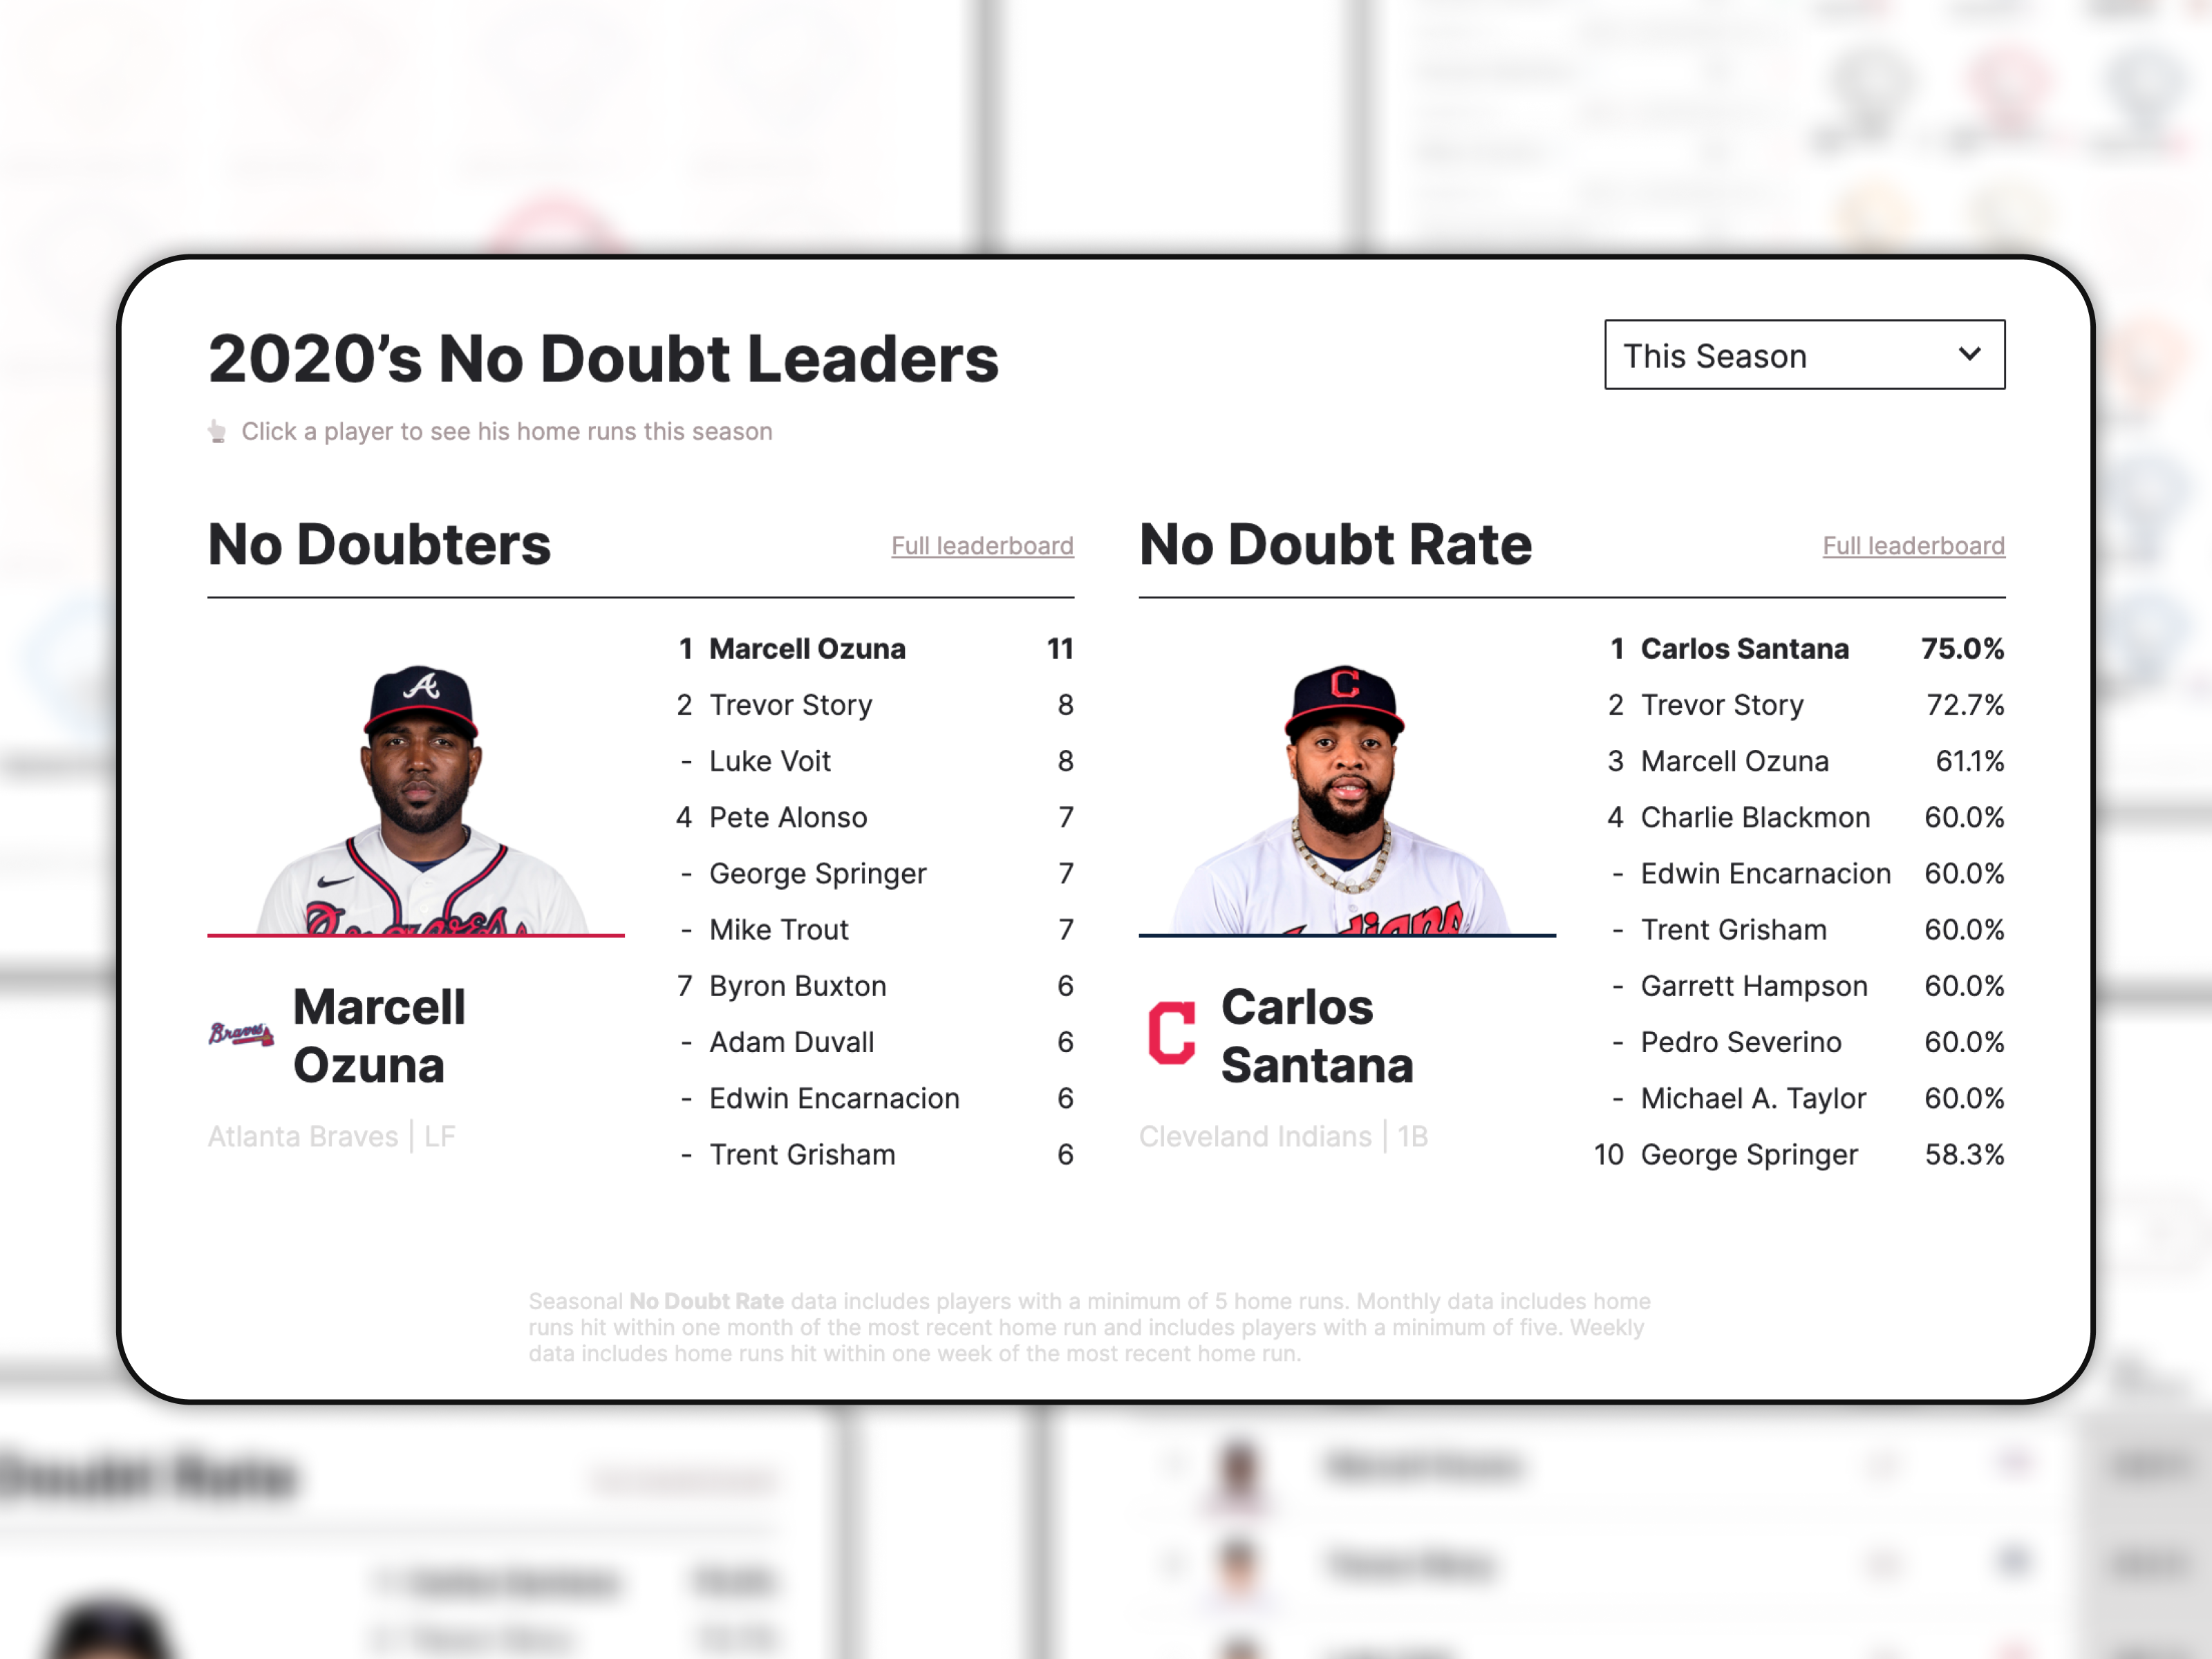 2020’s No Doubt Leaders
This Season
Click a player to see his home runs this season
No Doubters
Full leaderboard
1 Marcell Ozuna 11
2 Trevor Story 8
- Luke Voit 8
4 Pete Alonso 7
- George Springer 7
- Mike Trout 7
7 Byron Buxton 6
- Adam Duvall 6
- Edwin Encarnacion 6
- Trent Grisham 6
A
Braves
Braves
Marcell
Ozuna
Atlanta Braves | LF
No Doubt Rate
Full leaderboard
1 Carlos Santana 75.0%
2 Trevor Story 72.7%
3 Marcell Ozuna 61.1%
4 Charlie Blackmon 60.0%
- Edwin Encarnacion 60.0%
- Trent Grisham 60.0%
- Garrett Hampson 60.0%
- Pedro Severino 60.0%
- Michael A. Taylor 60.0%
10 George Springer 58.3%
C
Indians
C
Carlos
Santana
Cleveland Indians | 1B
Seasonal No Doubt Rate data includes players with a minimum of 5 home runs. Monthly data includes home
runs hit within one month of the most recent home run and includes players with a minimum of five. Weekly
data includes home runs hit within one week of the most recent home run.
Doubt Rate